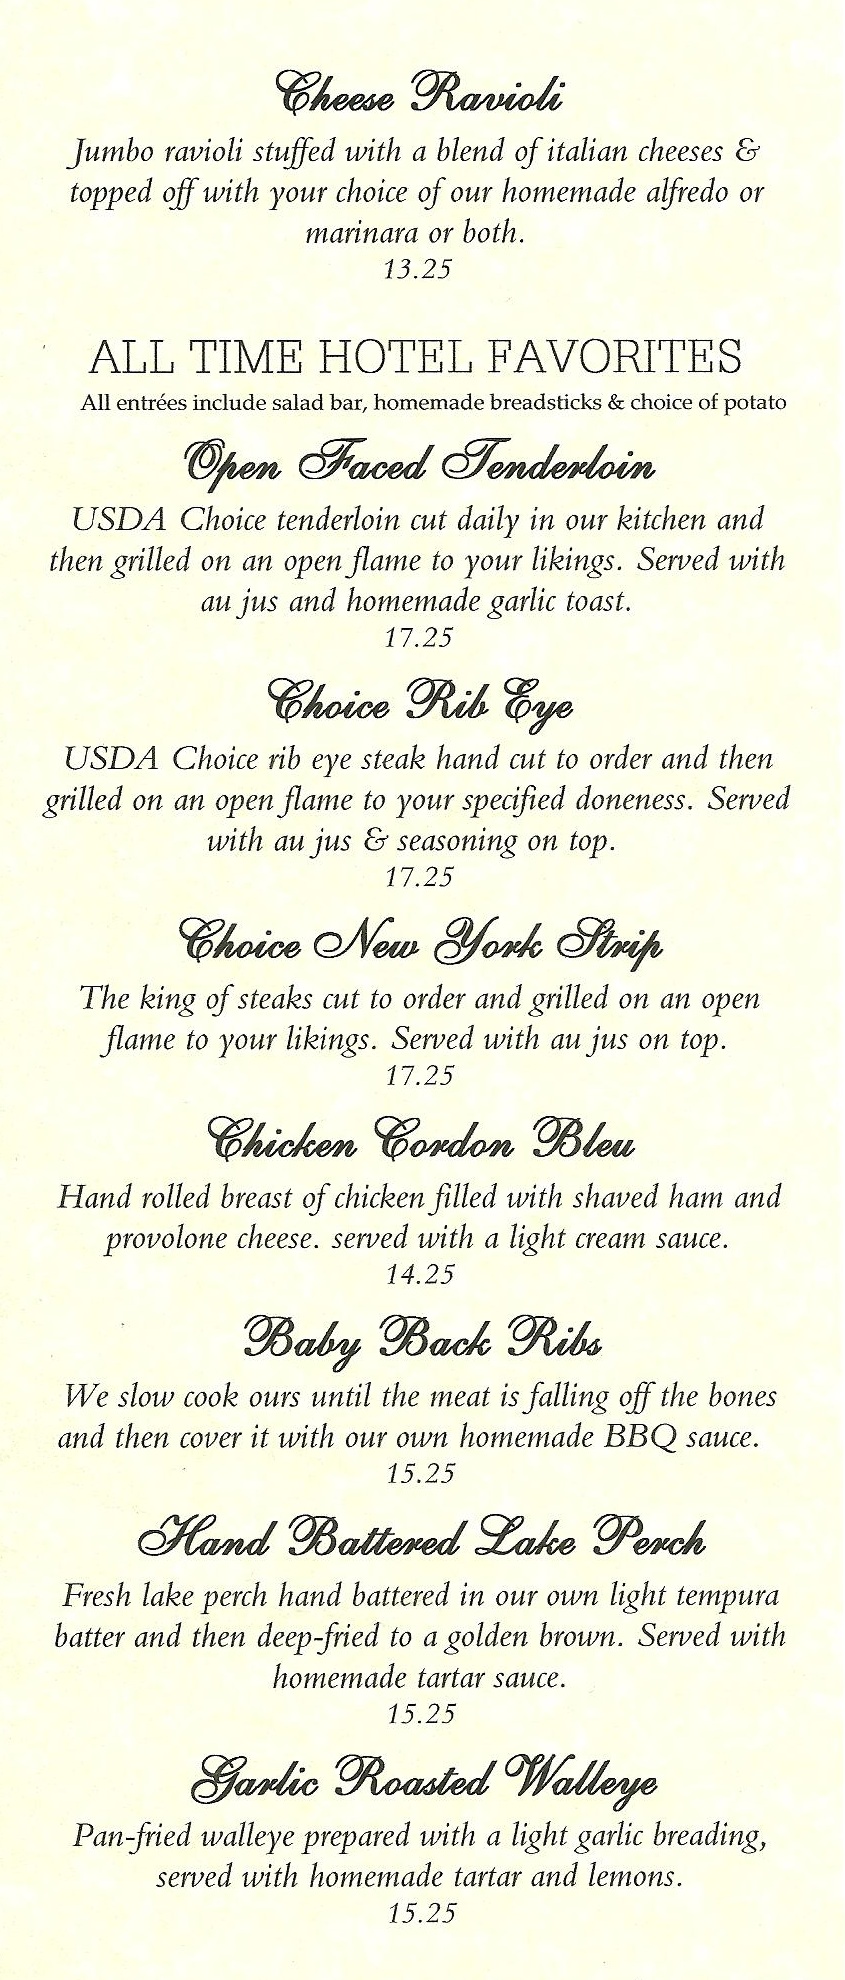 Cheese Ravioli
Jumbo ravioli stuffed with a blend of italian cheeses &
topped off with your choice of our homemade alfredo or
marinara or both.
13.25
ALL TIME HOTEL FAVORITES
All entrées include salad bar, homemade breadsticks & choice of potato
Open Faced Tenderloin
USDA Choice tenderloin cut daily in our kitchen and
then grilled on an open flame to your likings. Served with
au jus and homemade garlic toast.
17.25
Choice Rib Eye
USDA Choice rib eye steak hand cut to order and then
grilled on an open flame to your specified doneness. Served
with au jus & seasoning on top.
17.25
Choice New York Strip
The king of steaks cut to order and grilled on an open
flame to your likings. Served with au jus on top.
17.25
Chicken Cordon Bleu
Hand rolled breast of chicken filled with shaved ham and
provolone cheese. served with a light cream sauce.
14.25
Baby Back Ribs
We slow cook ours until the meat is falling off the bones
and then cover it with our own homemade BBQ sauce.
15.25
Hand Battered Lake Perch
Fresh lake perch hand battered in our own light tempura
batter and then deep-fried to a golden brown. Served with
homemade tartar sauce.
15.25
Garlic Roasted Walleye
Pan-fried walleye prepared with a light garlic breading,
served with homemade tartar and lemons.
15.25